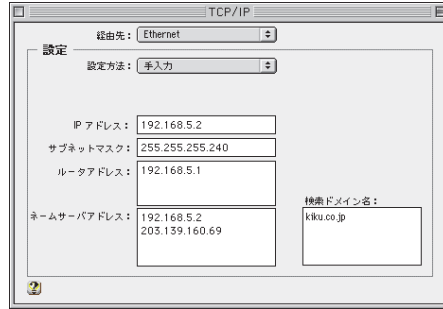 TCP/IP
経由先： Ethernet
設定
設定方法： 手入力
IP アドレス： 192.168.5.2
サブネットマスク： 255.255.255.240
ルータアドレス： 192.168.5.1
ネームサーバアドレス： 192.168.5.2
203.139.160.69
検索ドメイン名：
kiku.co.jp